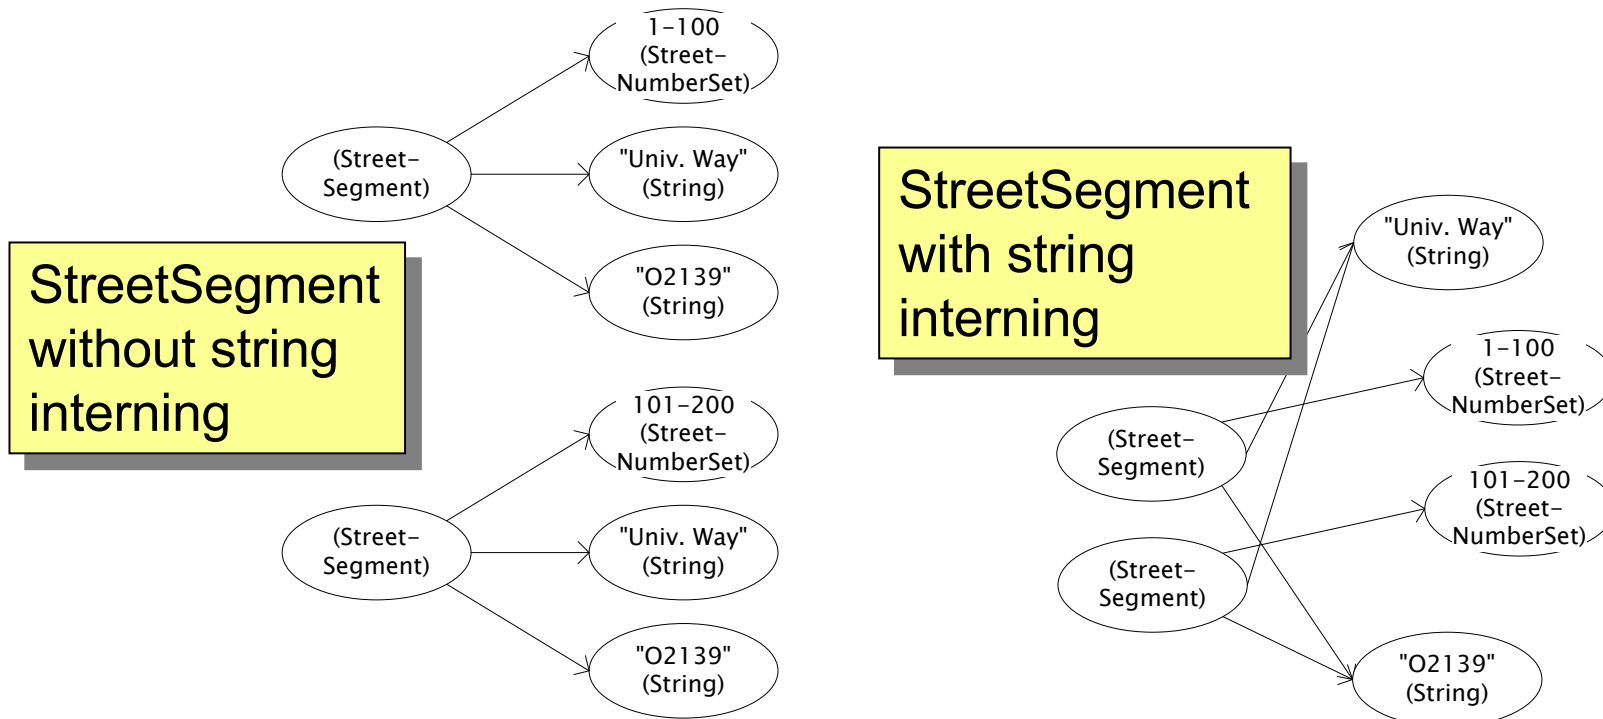 1-100
(Street-
NumberSet)
(Street-
Segment)
"Univ. Way"
(String)
"O2139"
(String)
StreetSegment
without string
interning
101-200
(Street-
NumberSet)
(Street-
Segment)
"Univ. Way"
(String)
"O2139"
(String)
StreetSegment
with string
interning
"Univ. Way"
(String)
1-100
(Street-
NumberSet)
(Street-
Segment)
101-200
(Street-
NumberSet)
(Street-
Segment)
"O2139"
(String)